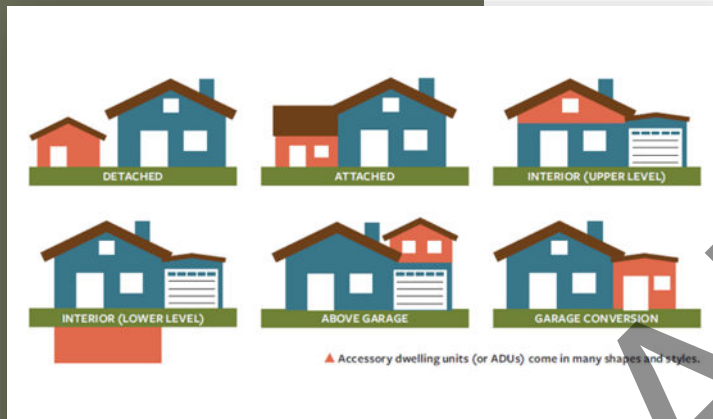 DETACHED
ATTACHED
INTERIOR (UPPER LEVEL)
INTERIOR (LOWER LEVEL)
ABOVE GARAGE
GARAGE CONVERSION
▲ Accessory dwelling units (or ADUs) come in many shapes and styles.